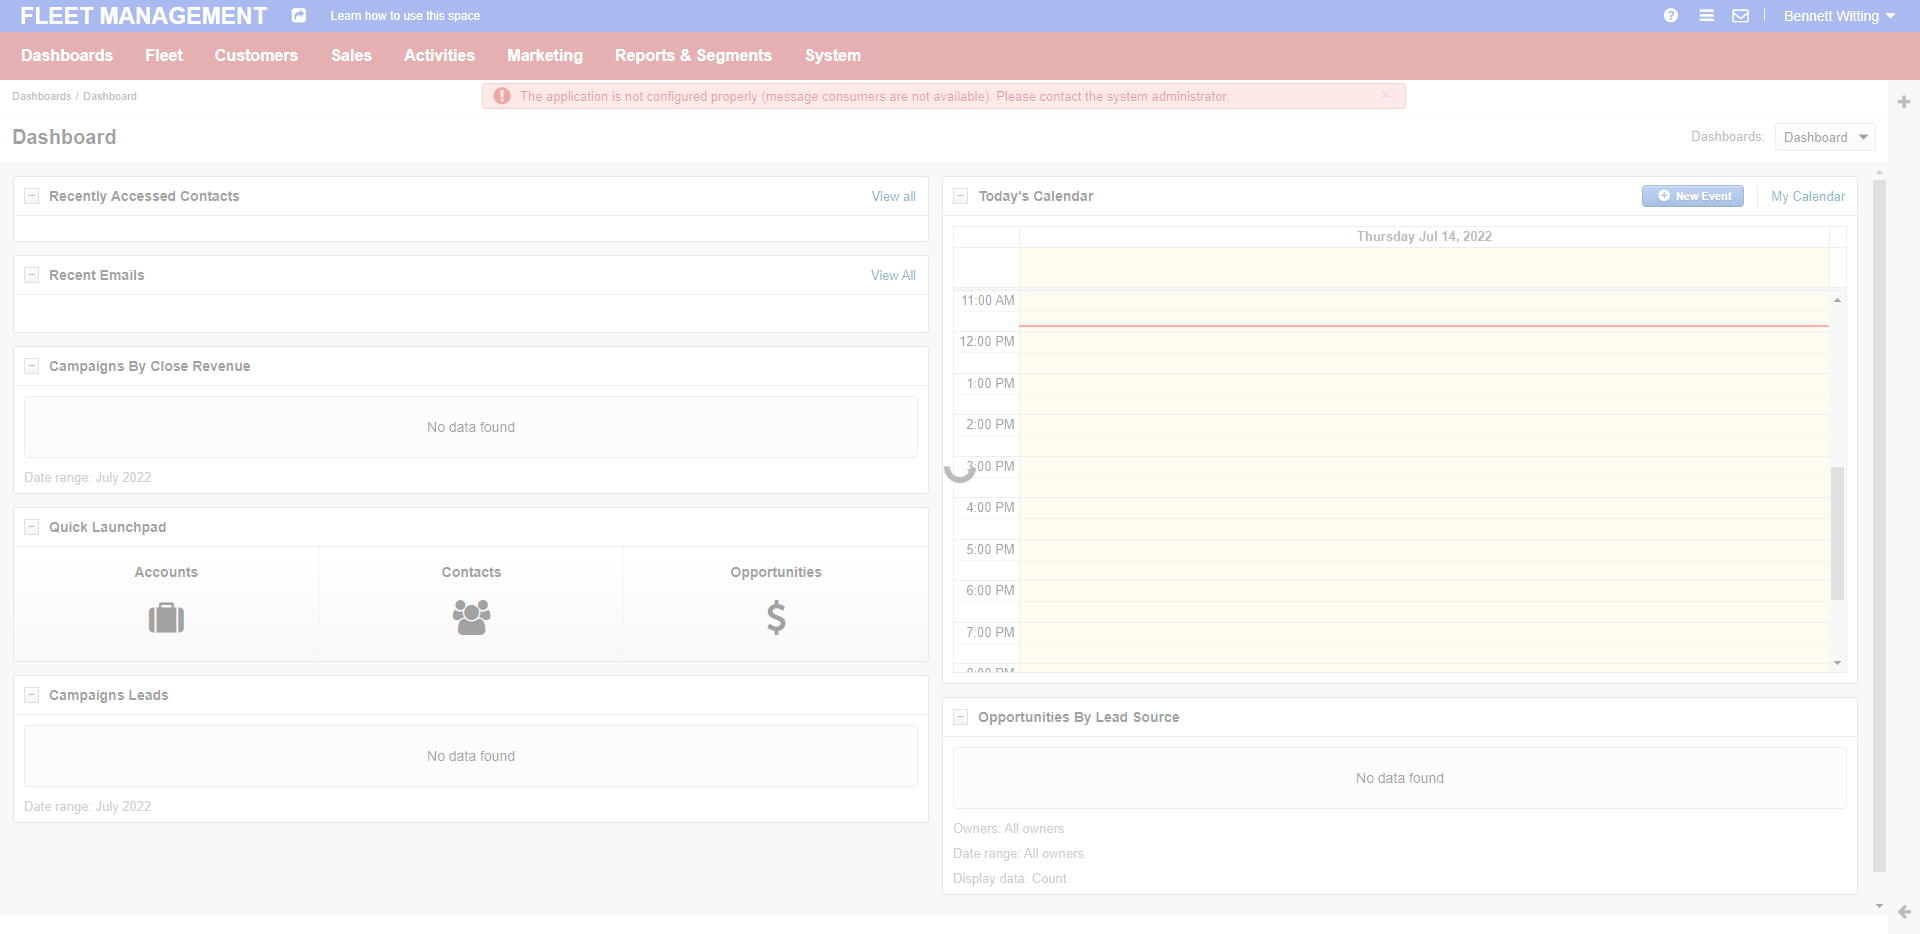 FLEET MANAGEMENT
Learn how to use this space
Bennett Witting
Dashboards
Fleet
Customers
Sales
Activities
Marketing
Reports & Segments
System
Dashboards / Dashboard
The application is not configured properly (message consumers are not available). Please contact the system administrator.
Dashboard
Dashboards:
Dashboard
Recently Accessed Contacts
View all
Recent Emails
View All
Campaigns By Close Revenue
No data found
Date range: July 2022
Quick Launchpad
Accounts
Contacts
Opportunities
Campaigns Leads
No data found
Date range: July 2022
Today's Calendar
New Event
My Calendar
Thursday Jul 14, 2022
11:00 AM
12:00 PM
1:00 PM
2:00 PM
3:00 PM
4:00 PM
5:00 PM
6:00 PM
7:00 PM
8:00 PM
Opportunities By Lead Source
No data found
Owners: All owners
Date range: All owners
Display data: Count